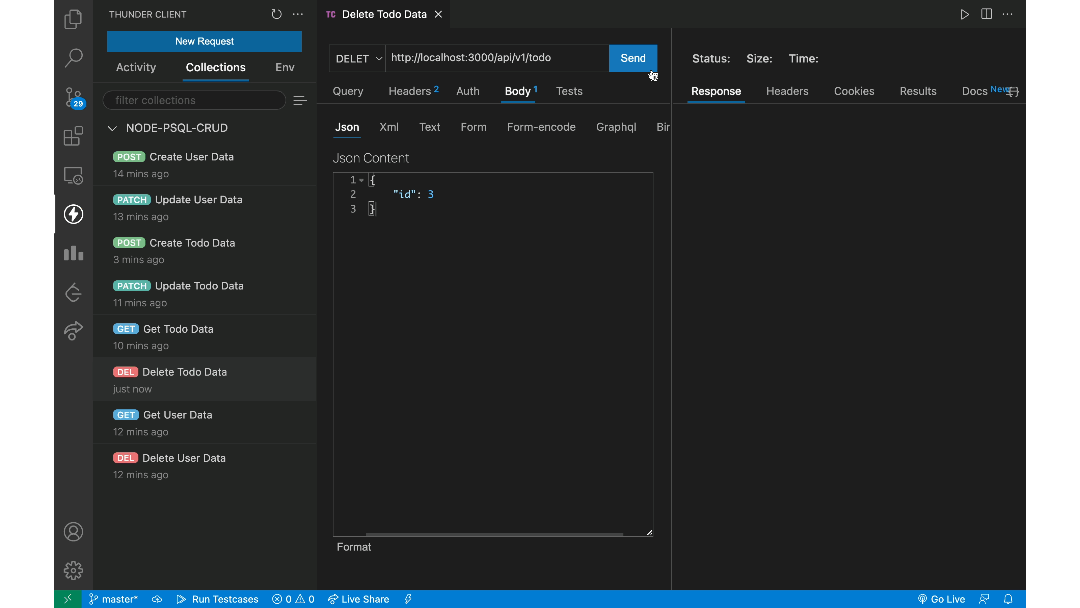 THUNDER CLIENT
New Request
Activity
Collections
Env
filter collections
NODE-PSQL-CRUD
POST Create User Data
14 mins ago
PATCH Update User Data
13 mins ago
POST Create Todo Data
3 mins ago
PATCH Update Todo Data
11 mins ago
GET Get Todo Data
10 mins ago
DEL Delete Todo Data
just now
GET Get User Data
12 mins ago
DEL Delete User Data
12 mins ago
29
TC Delete Todo Data
DELET http://localhost:3000/api/v1/todo Send
Query Headers 2 Auth Body 1 Tests
Json Xml Text Form Form-encode Graphql Bin
Json Content
1 {
2 "id": 3
3 }
Format
Status: Size: Time:
Response Headers Cookies Results Docs New {}
master* Run Testcases 0 0 Live Share Go Live